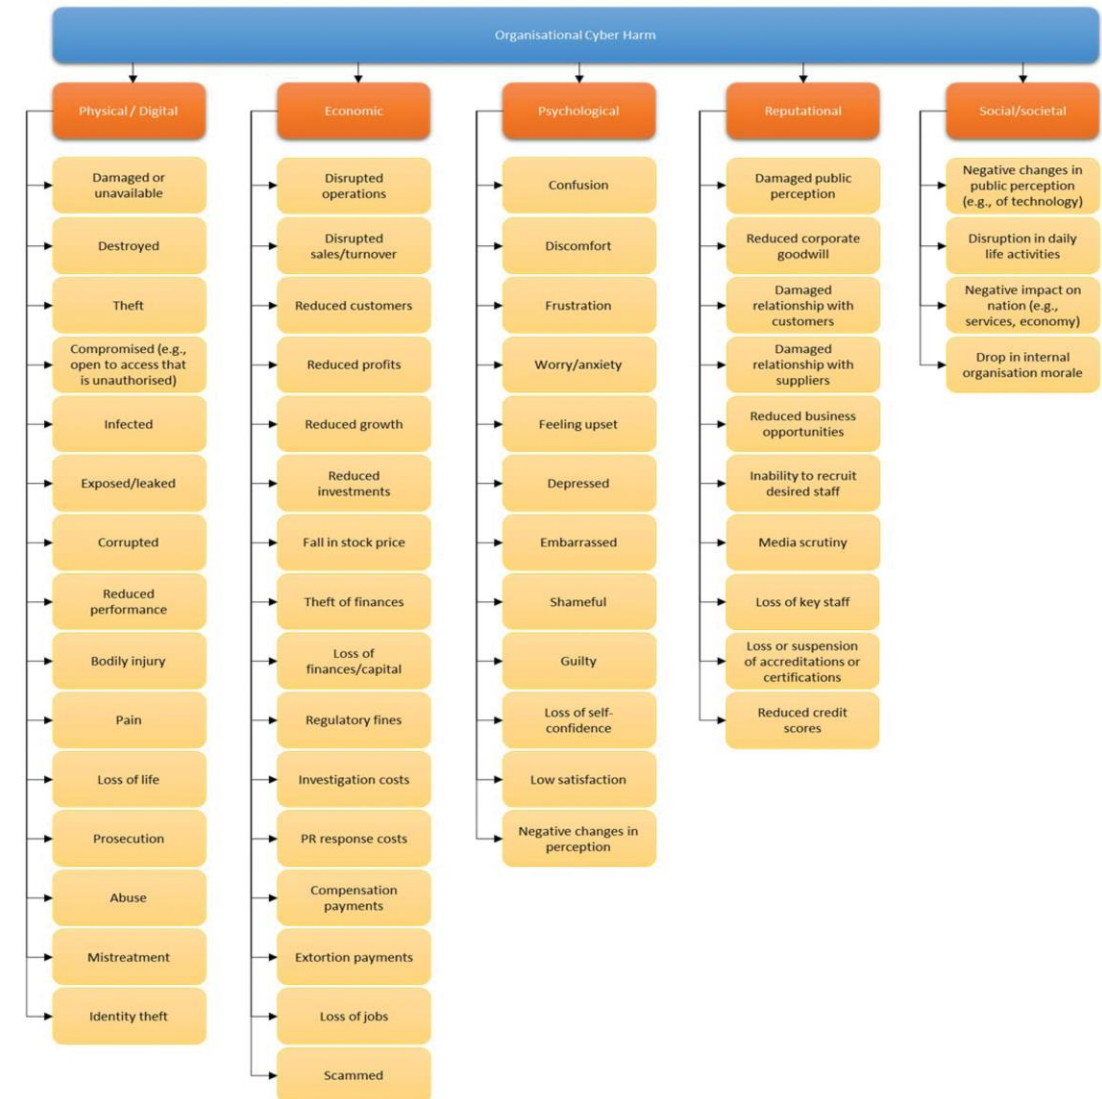 Organisational Cyber Harm
Physical / Digital
Damaged or
unavailable
Destroyed
Theft
Compromised (e.g.,
open to access that
is unauthorised)
Infected
Exposed/leaked
Corrupted
Reduced
performance
Bodily injury
Pain
Loss of life
Prosecution
Abuse
Mistreatment
Identity theft
Economic
Disrupted
operations
Disrupted
sales/turnover
Reduced customers
Reduced profits
Reduced growth
Reduced
investments
Fall in stock price
Theft of finances
Loss of
finances/capital
Regulatory fines
Investigation costs
PR response costs
Compensation
payments
Extortion payments
Loss of jobs
Scammed
Psychological
Confusion
Discomfort
Frustration
Worry/anxiety
Feeling upset
Depressed
Embarrassed
Shameful
Guilty
Loss of self-
confidence
Low satisfaction
Negative changes in
perception
Reputational
Damaged public
perception
Reduced corporate
goodwill
Damaged
relationship with
customers
Damaged
relationship with
suppliers
Reduced business
opportunities
Inability to recruit
desired staff
Media scrutiny
Loss of key staff
Loss or suspension
of accreditations or
certifications
Reduced credit
scores
Social/societal
Negative changes in
public perception
(e.g., of technology)
Disruption in daily
life activities
Negative impact on
nation (e.g.,
services, economy)
Drop in internal
organisation morale